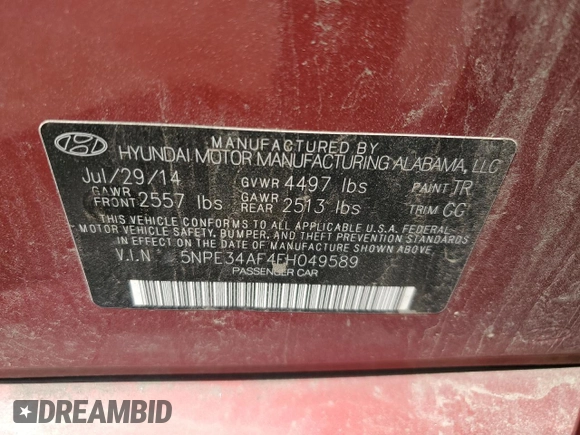 MANUFACTURED BY
HYUNDAI MOTOR MANUFACTURING ALABAMA, LLC
Jul/29/14 GVWR 4497 lbs PAINT TR
GAWR FRONT 2557 lbs GAWR REAR 2513 lbs TRIM CG
THIS VEHICLE CONFORMS TO ALL APPLICABLE U.S.A. FEDERAL
MOTOR VEHICLE SAFETY, BUMPER, AND THEFT PREVENTION
STANDARDS IN EFFECT ON THE DATE OF MANUFACTURE SHOWN ABOVE.
V.I.N 5NPE34AF4FH049589
PASSENGER CAR
DREAMBID